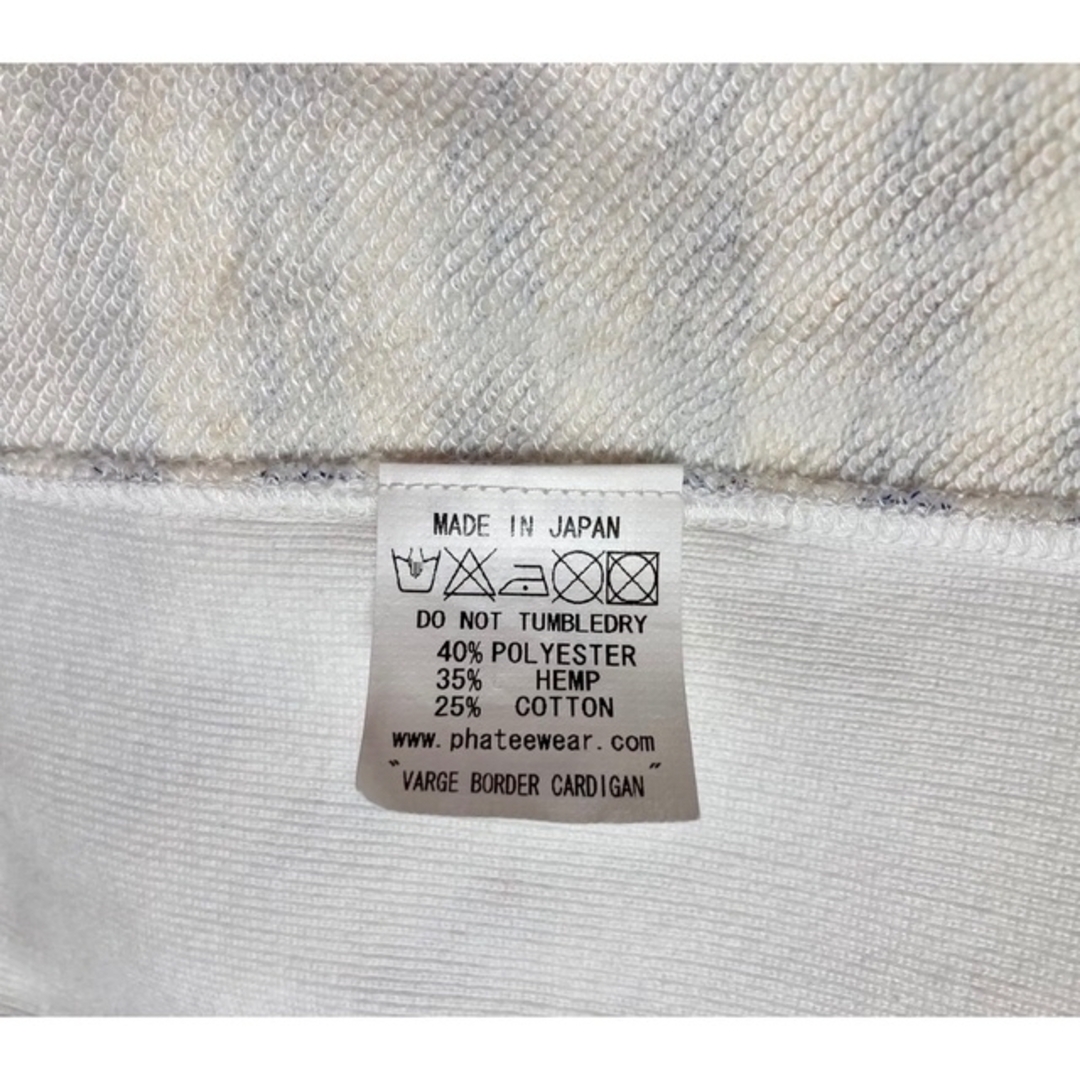 MADE IN JAPAN
DO NOT TUMBLEDRY
40% POLYESTER
35% HEMP
25% COTTON
www.phateewear.com
"VARGE BORDER CARDIGAN"